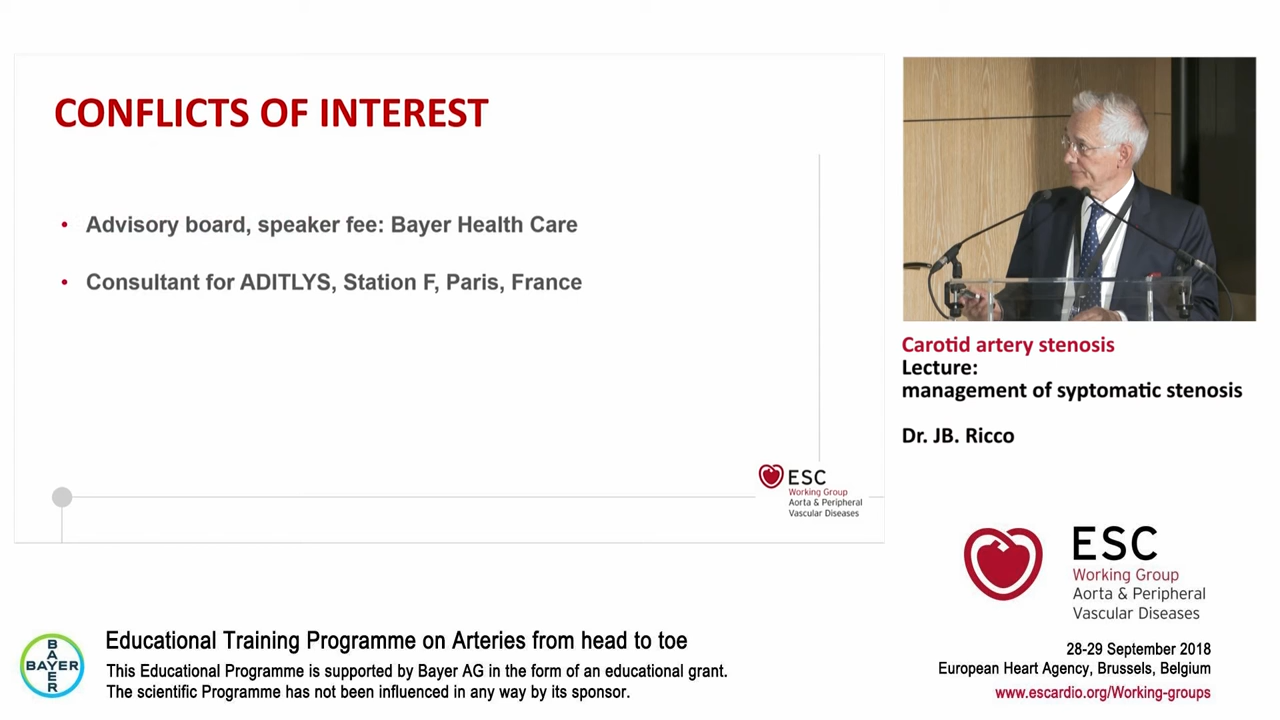 CONFLICTS OF INTEREST
• Advisory board, speaker fee: Bayer Health Care
• Consultant for ADITLYS, Station F, Paris, France
ESC
Working Group
Aorta & Peripheral
Vascular Diseases
Carotid artery stenosis
Lecture:
management of syptomatic stenosis
Dr. JB. Ricco
ESC
Working Group
Aorta & Peripheral
Vascular Diseases
BAYER
BAYER
Educational Training Programme on Arteries from head to toe
This Educational Programme is supported by Bayer AG in the form of an educational grant.
The scientific Programme has not been influenced in any way by its sponsor.
28-29 September 2018
European Heart Agency, Brussels, Belgium
www.escardio.org/Working-groups